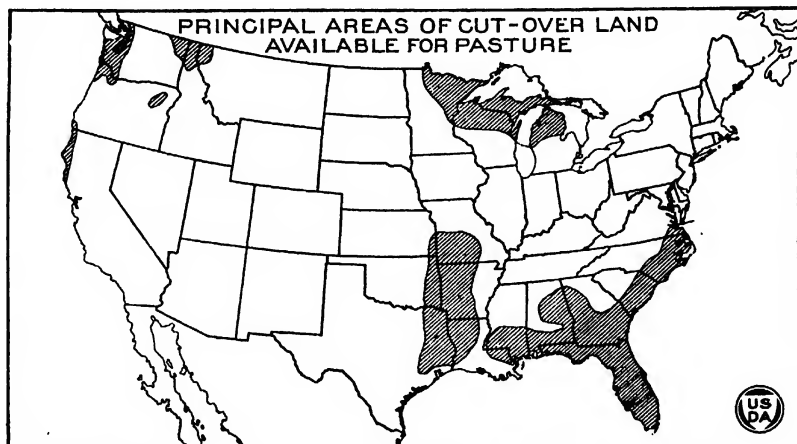 PRINCIPAL AREAS OF CUT-OVER LAND
AVAILABLE FOR PASTURE
US
DA